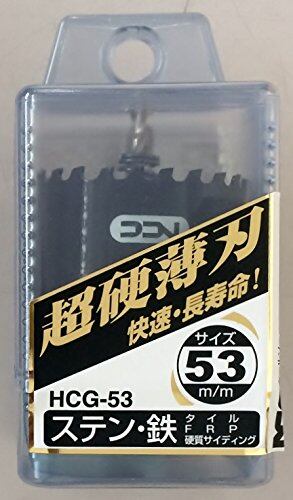 超硬薄刃
快速・長寿命!
サイズ
53
m/m
HCG-53
ステン・鉄
タイル
FRP
硬質サイディング